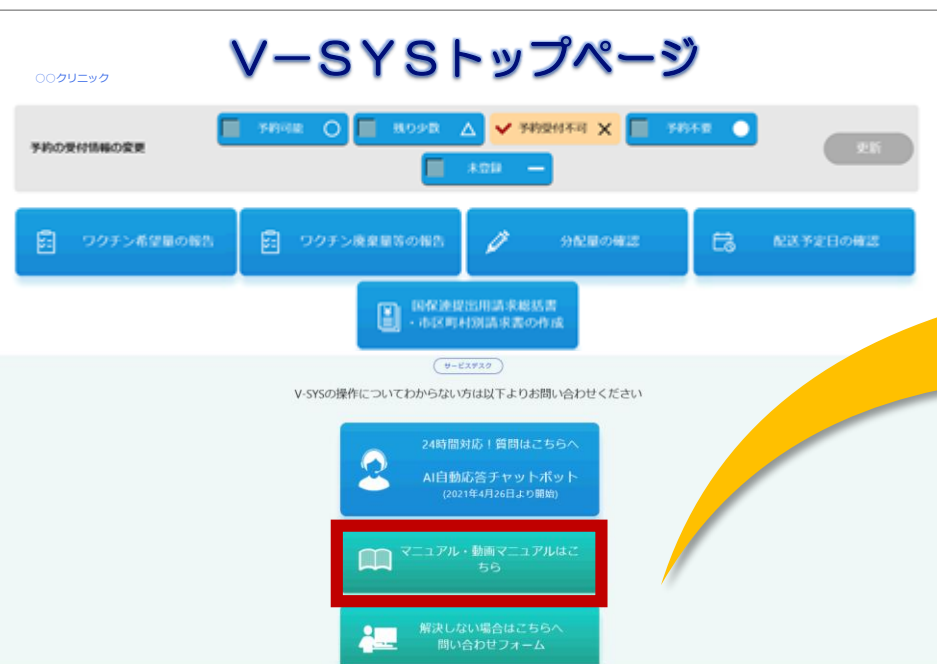 V－SYSトップページ
○○クリニック
予約の受付情報の変更
予約可能 ○
残り少数 △
予約受付不可 ✕
予約不要 ●
未登録 ー
更新
ワクチン希望量の報告
ワクチン廃棄量等の報告
分配量の確認
配送予定日の確認
国保連提出用請求総括書
・市区町村別請求書の作成
サービスデスク
V-SYSの操作についてわからない方は以下よりお問い合わせください
24時間対応！質問はこちらへ
AI自動応答チャットボット
(2021年4月26日より開始)
マニュアル・動画マニュアルはこ
ちら
解決しない場合はこちらへ
問い合わせフォーム